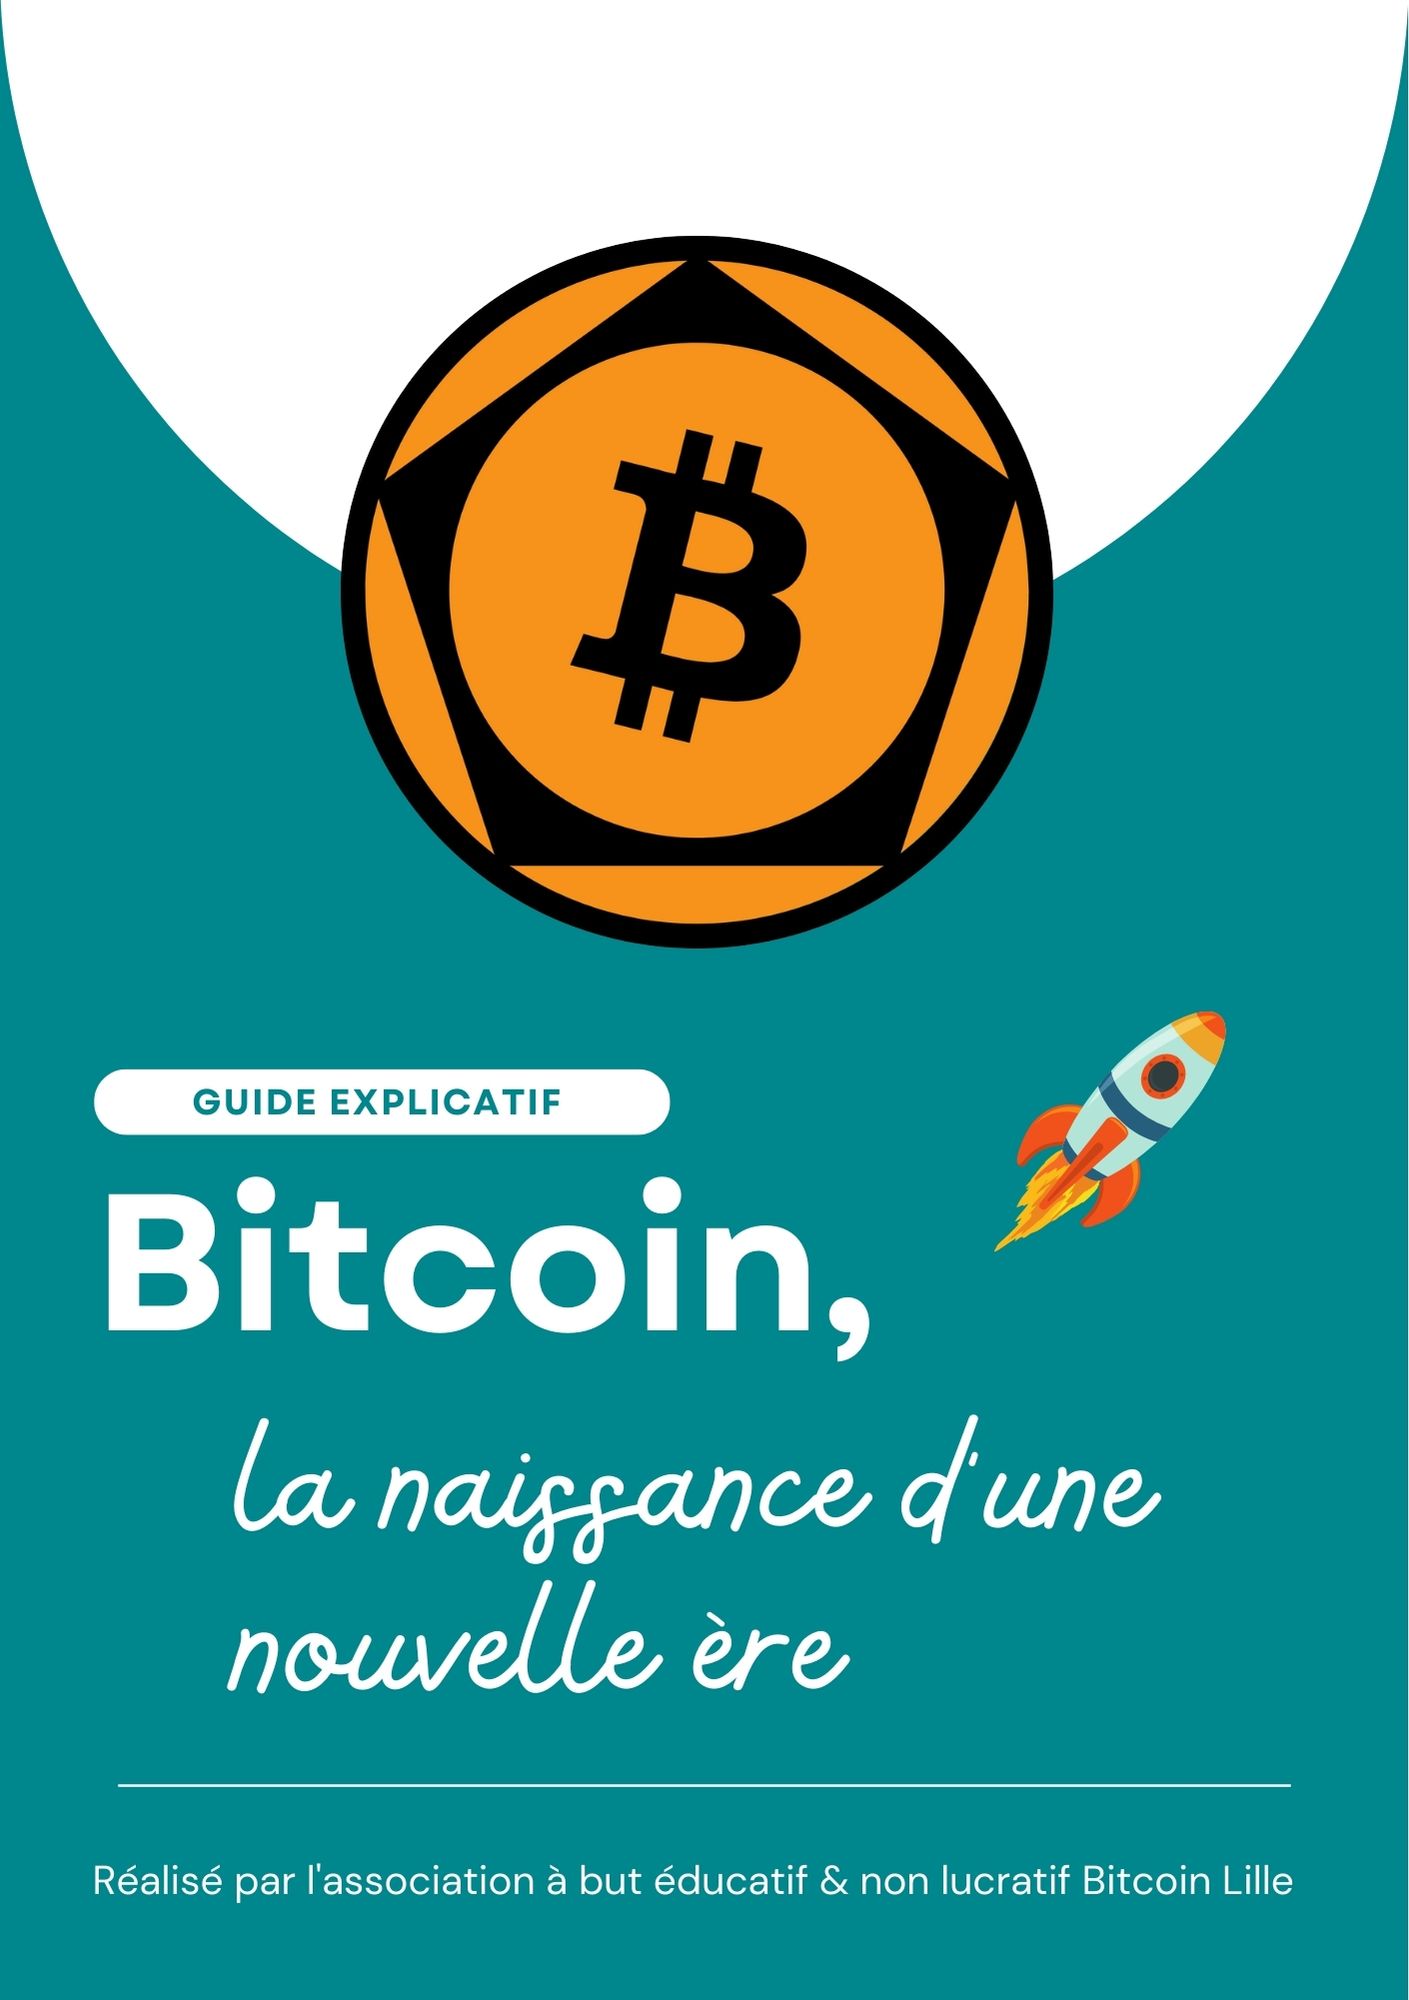 GUIDE EXPLICATIF
Bitcoin,
la naissance d'une
nouvelle ère
Réalisé par l'association à but éducatif & non lucratif Bitcoin Lille